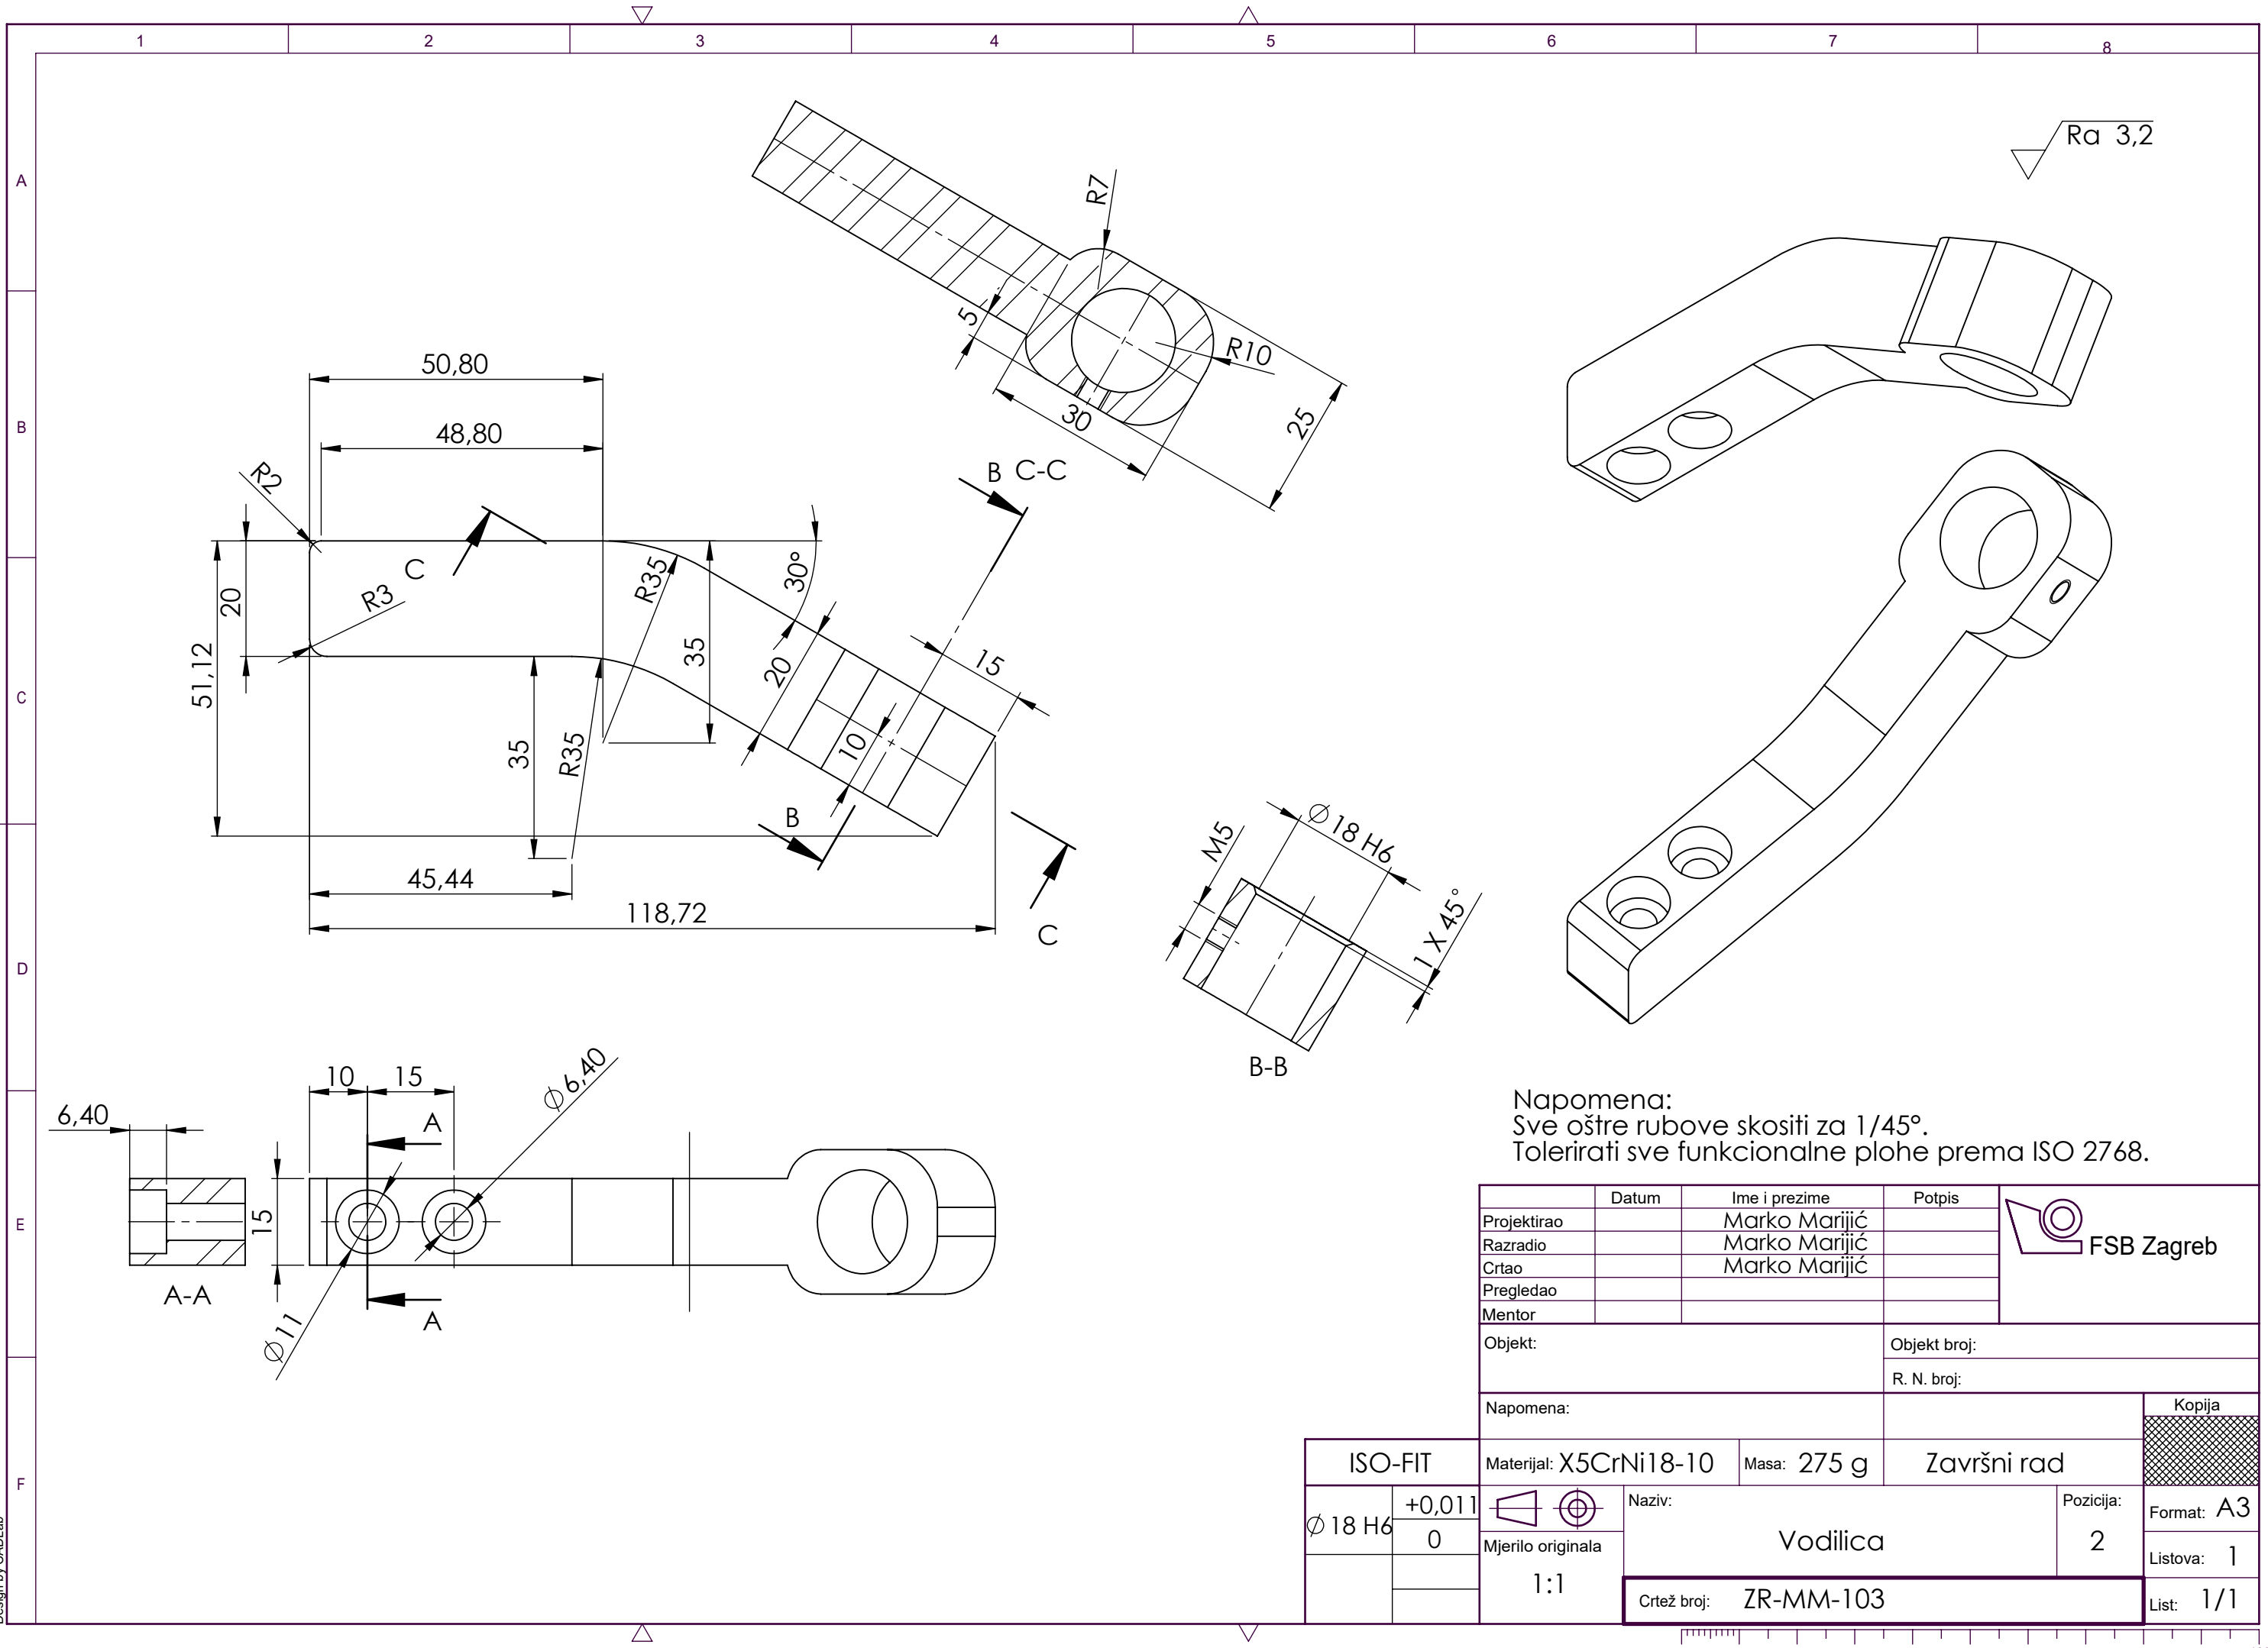 1 2 3 4 5 6 7 8
A
B
C
D
E
F
Ra 3,2
R7
5
R10
30
25
C-C
50,80
48,80
R2
B
C
20
R3
51,12
R35
30°
35
20
15
35
R35
10
B
45,44
118,72
C
M5
Ø 18 H6
1 X 45°
B-B
10 15
Ø 6,40
6,40
A
15
A-A
A
Ø 11
Napomena:
Sve oštre rubove skositi za 1/45°.
Tolerirati sve funkcionalne plohe prema ISO 2768.
Datum Ime i prezime Potpis
Projektirao Marko Marijić
Razradio Marko Marijić
Crtao Marko Marijić
Pregledao
Mentor
FSB Zagreb
Objekt: Objekt broj:
R. N. broj:
Napomena: Kopija
ISO-FIT Materijal: X5CrNi18-10 Masa: 275 g Završni rad
Ø 18 H6 +0,011
0
Mjerilo originala
1:1
Naziv:
Vodilica
Pozicija:
2
Format: A3
Listova: 1
Crtež broj: ZR-MM-103
List: 1/1